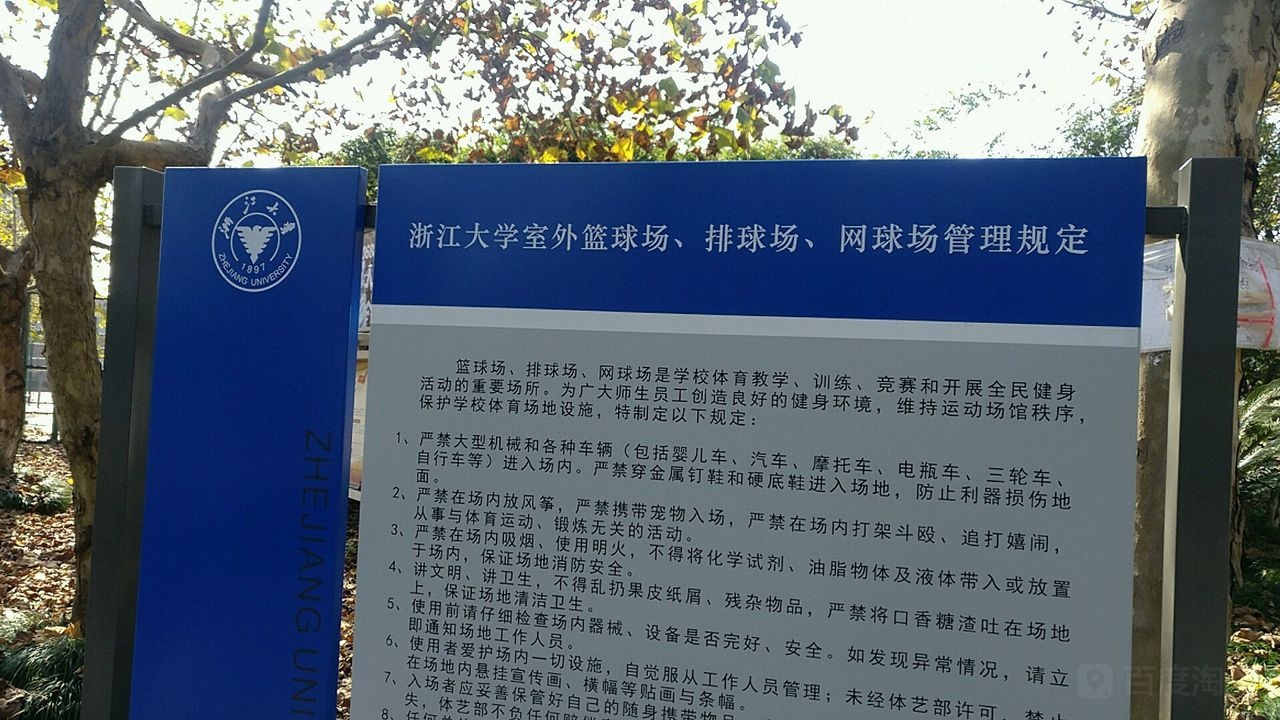 浙江大学
1897
ZHEJIANG UNIVERSITY
ZHEJIANG UNI
浙江大学室外篮球场、排球场、网球场管理规定
篮球场、排球场、网球场是学校体育教学、训练、竞赛和开展全民健身
活动的重要场所。为广大师生员工创造良好的健身环境，维持运动场馆秩序，
保护学校体育场地设施，特制定以下规定：
1、严禁大型机械和各种车辆（包括婴儿车、汽车、摩托车、电瓶车、三轮车、
自行车等）进入场内。严禁穿金属钉鞋和硬底鞋进入场地，防止利器损伤地
面。
2、严禁在场内放风筝，严禁携带宠物入场，严禁在场内打架斗殴、追打嬉闹，
从事与体育运动、锻炼无关的活动。
3、严禁在场内吸烟、使用明火，不得将化学试剂、油脂物体及液体带入或放置
于场内，保证场地消防安全。
4、讲文明、讲卫生，不得乱扔果皮纸屑、残杂物品，严禁将口香糖渣吐在场地
上，保证场地清洁卫生。
5、使用前请仔细检查场内器械、设备是否完好、安全。如发现异常情况，请立
即通知场地工作人员。
6、使用者爱护场内一切设施，自觉服从工作人员管理；未经体艺部许可，禁止
在场地内悬挂宣传画、横幅等贴画与条幅。
7、入场者应妥善保管好自己的随身携带物品
失，体艺部不负任何赔偿
8、任何单
百度淘